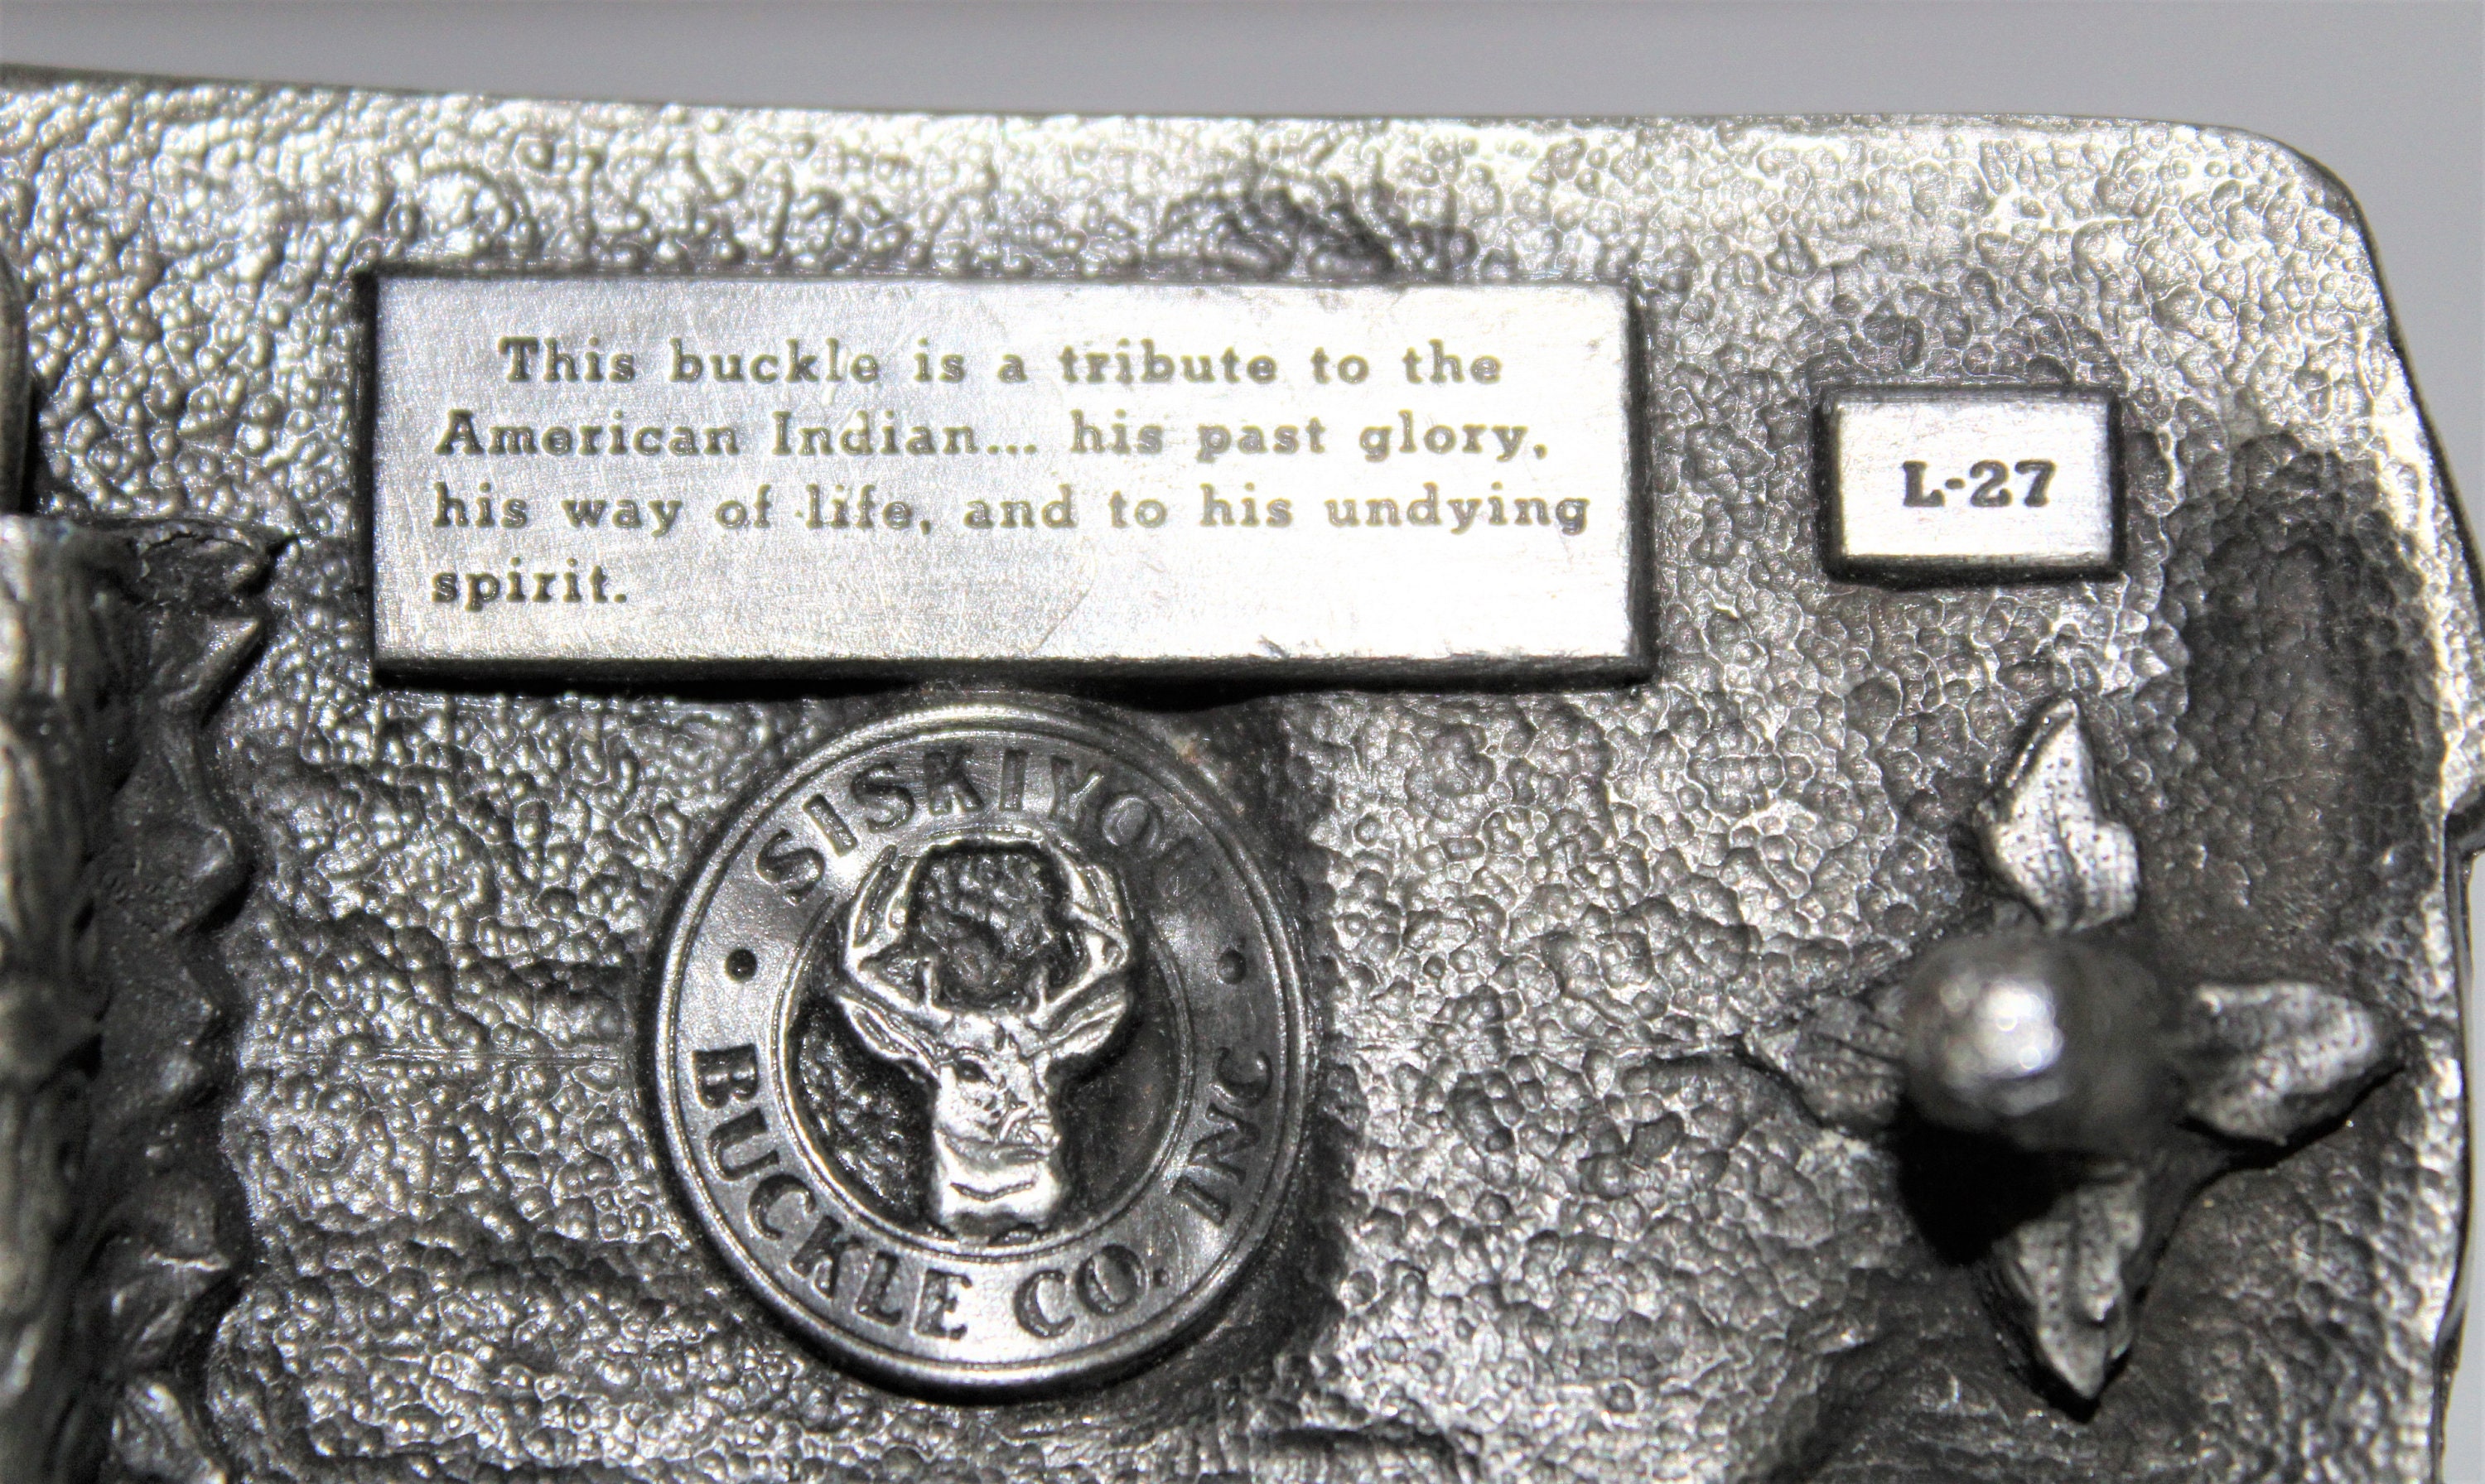 This buckle is a tribute to the
American Indian... his past glory,
his way of life, and to his undying
spirit.
L-27
SISKIYOU
BUCKLE CO. INC